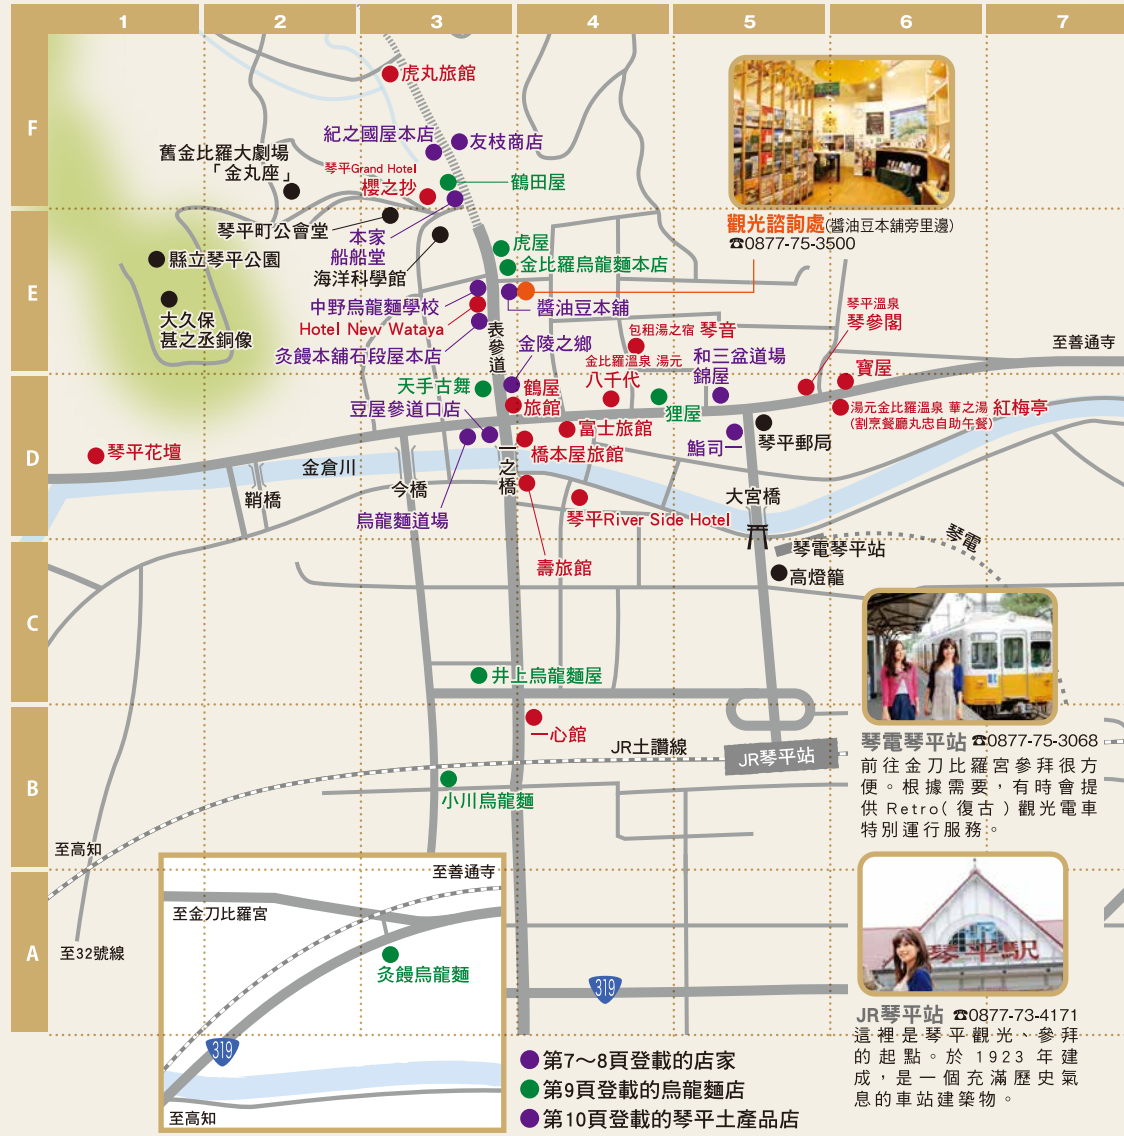 1
2
3
4
5
6
7
F
E
D
C
B
A
虎丸旅館
紀之國屋本店
友枝商店
舊金比羅大劇場
「金丸座」
琴平Grand Hotel
櫻之抄
鶴田屋
琴平町公會堂
本家
船船堂
海洋科學館
虎屋
金比羅烏龍麵本店
縣立琴平公園
大久保
甚之丞銅像
中野烏龍麵學校
Hotel New Wataya
灸饅本舖石段屋本店
醬油豆本舖
表參道
金陵之鄉
觀光諮詢處(醬油豆本舖旁里邊)
☎0877-75-3500
包租湯之宿 琴音
金比羅溫泉 湯元
八千代
和三盆道場
錦屋
琴平溫泉
琴參閣
至善通寺
寶屋
天手古舞
鶴屋
旅館
豆屋參道口店
狸屋
湯元金比羅溫泉 華之湯 紅梅亭
(割烹餐廳丸忠自助午餐)
富士旅館
鮨司一
琴平郵局
琴平花壇
金倉川
一之橋
橋本屋旅館
鞘橋
今橋
大宮橋
烏龍麵道場
琴平River Side Hotel
壽旅館
琴電琴平站
琴電
高燈籠
井上烏龍麵屋
一心館
JR土讚線
JR琴平站
小川烏龍麵
琴電琴平站 ☎0877-75-3068
前往金刀比羅宮參拜很方
便。根據需要，有時會提
供 Retro( 復古 ) 觀光電車
特別運行服務。
至高知
至32號線
至善通寺
至金刀比羅宮
灸饅烏龍麵
319
至高知
319
琴平駅
JR琴平站 ☎0877-73-4171
這裡是琴平觀光、參拜
的起點。於 1923 年建
成，是一個充滿歷史氣
息的車站建築物。
第7～8頁登載的店家
第9頁登載的烏龍麵店
第10頁登載的琴平土產品店